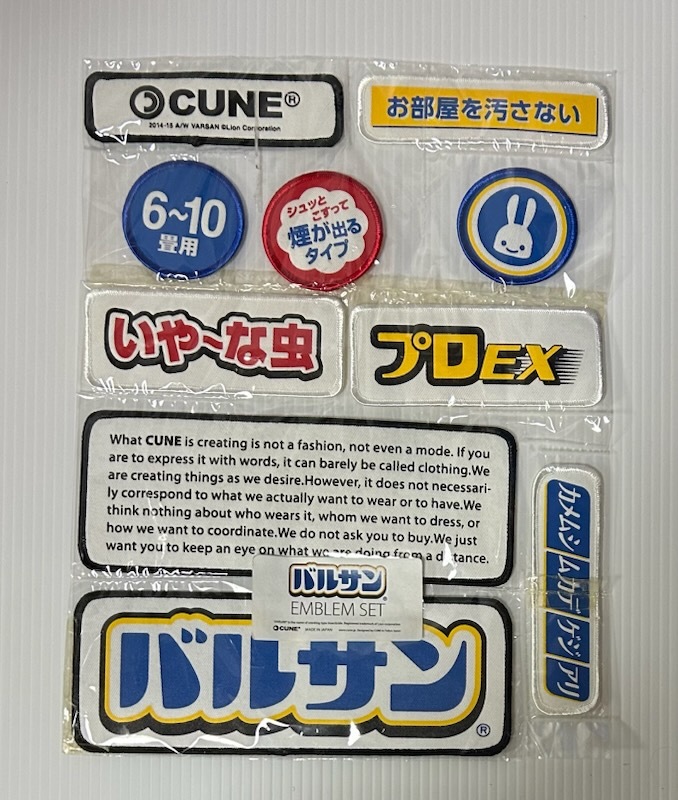 CUNE®
2014-15 A/W VARSAN ©Lion Corporation
お部屋を汚さない
6~10
畳用
シュッと
こすって
煙が出る
タイプ
いや~な虫
プロEX
What CUNE is creating is not a fashion, not even a mode. If you
are to express it with words, it can barely be called clothing.We
are creating things as we desire.However, it does not necessari-
ly correspond to what we actually want to wear or to have.We
think nothing about who wears it, whom we want to dress, or
how we want to coordinate.We do not ask you to buy.We just
want you to keep an eye on what we are doing from a distance.
カメムシ ムカデ ゲジ アリ
バルサン®
EMBLEM SET
CUNE® MADE IN JAPAN
バルサン®